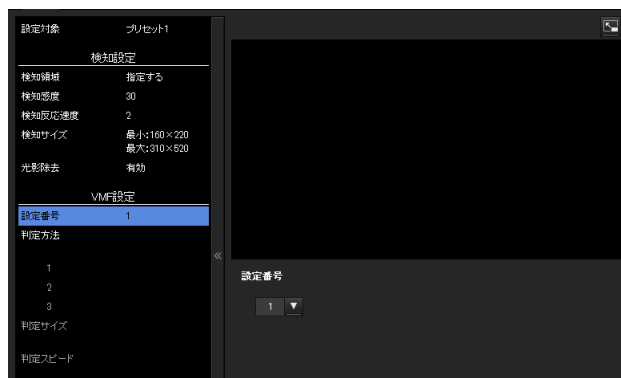 設定対象 プリセット1
検知設定
検知領域 指定する
検知感度 30
検知反応速度 2
検知サイズ 最小:160×220
最大:310×520
光影除去 有効
VMF設定
設定番号 1
判定方法
1
2
3
判定サイズ
判定スピード
«
設定番号
1 ▼